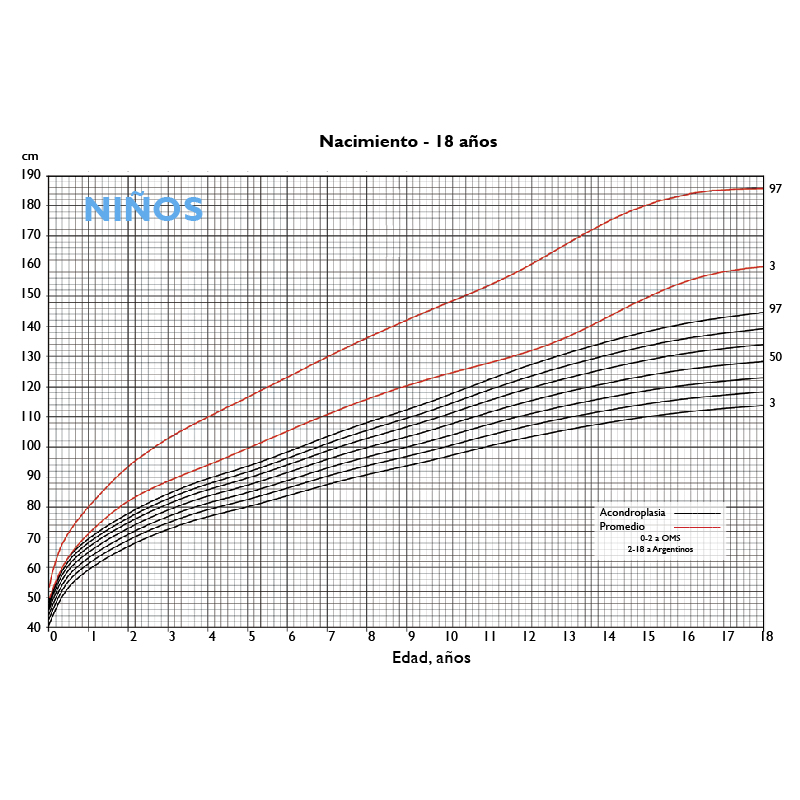 Nacimiento - 18 años
cm
NIÑOS
190
180
170
160
150
140
130
120
110
100
90
80
70
60
50
40
97
3
97
50
3
Acondroplasia
Promedio
0-2 a OMS
2-18 a Argentinos
0 1 2 3 4 5 6 7 8 9 10 11 12 13 14 15 16 17 18
Edad, años